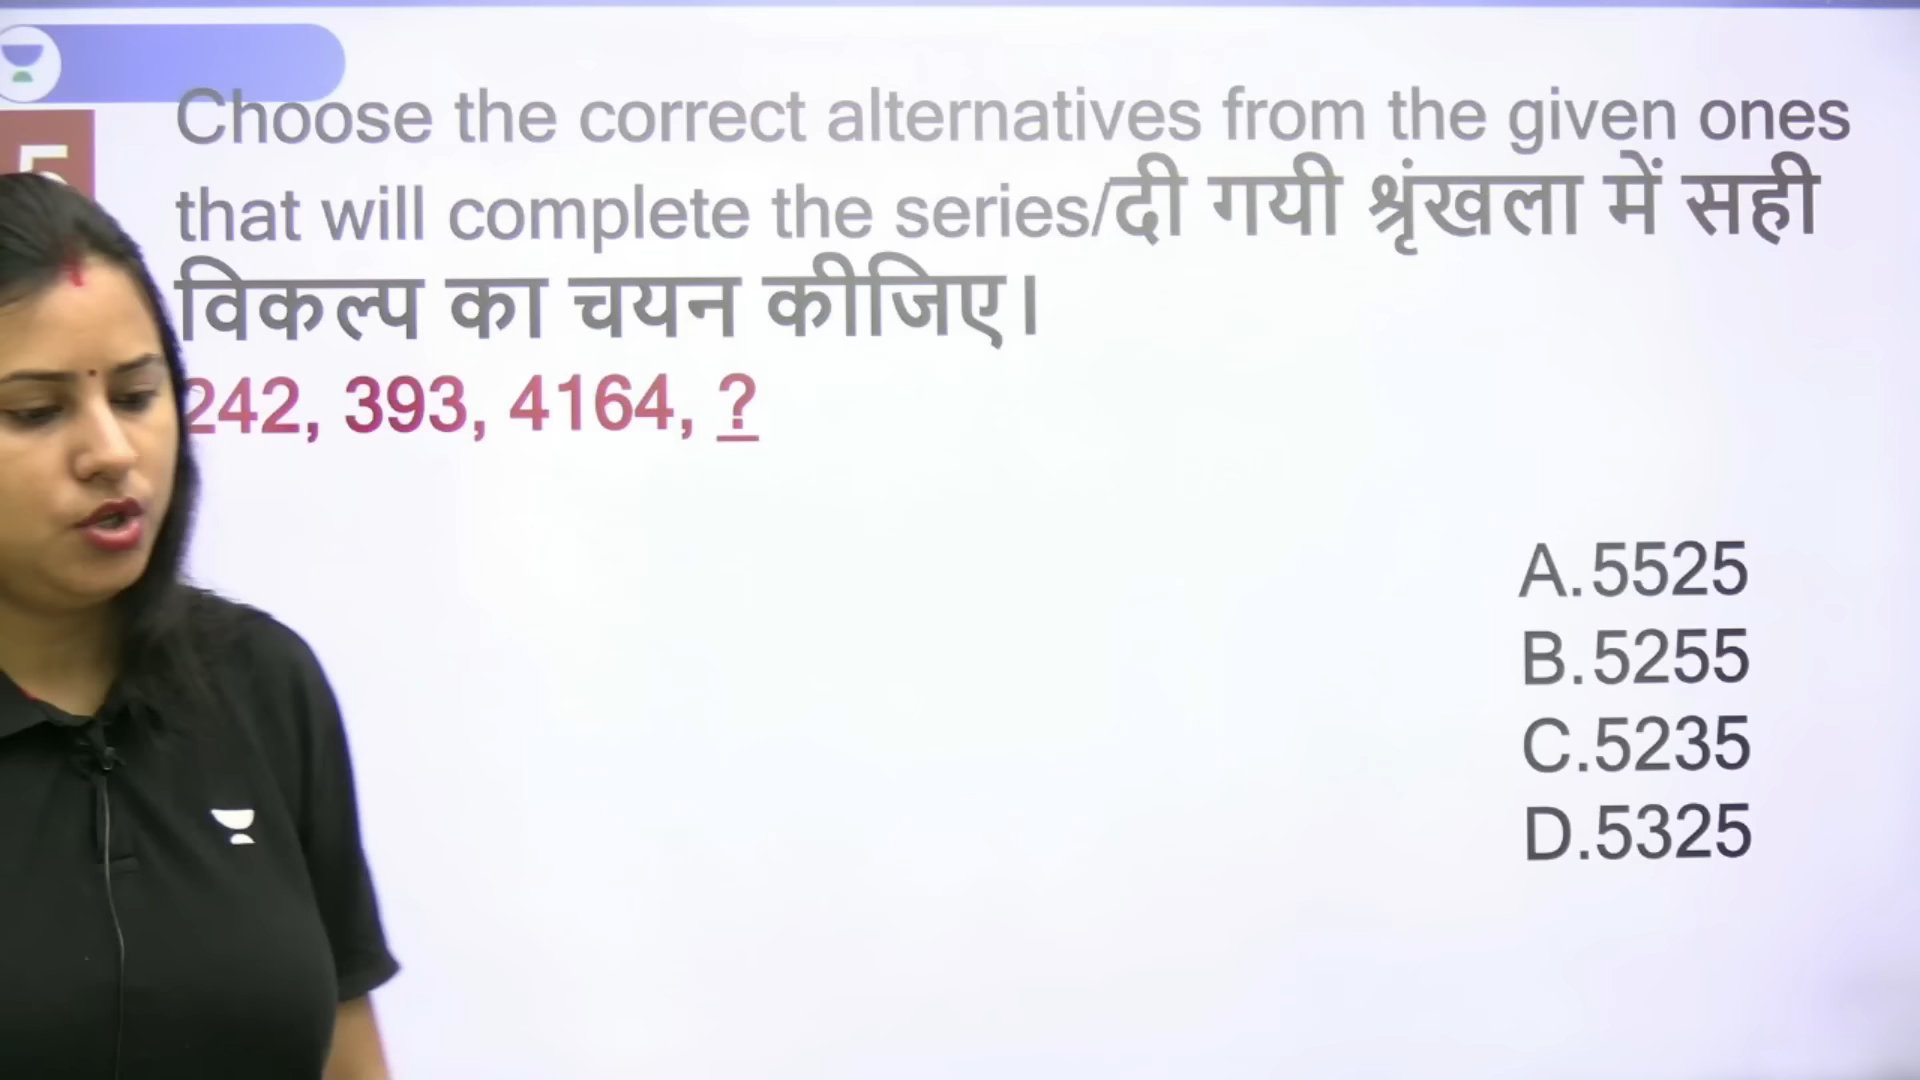 5
Choose the correct alternatives from the given ones
that will complete the series/दी गयी श्रृंखला में सही
विकल्प का चयन कीजिए।
242, 393, 4164, ?
A.5525
B.5255
C.5235
D.5325